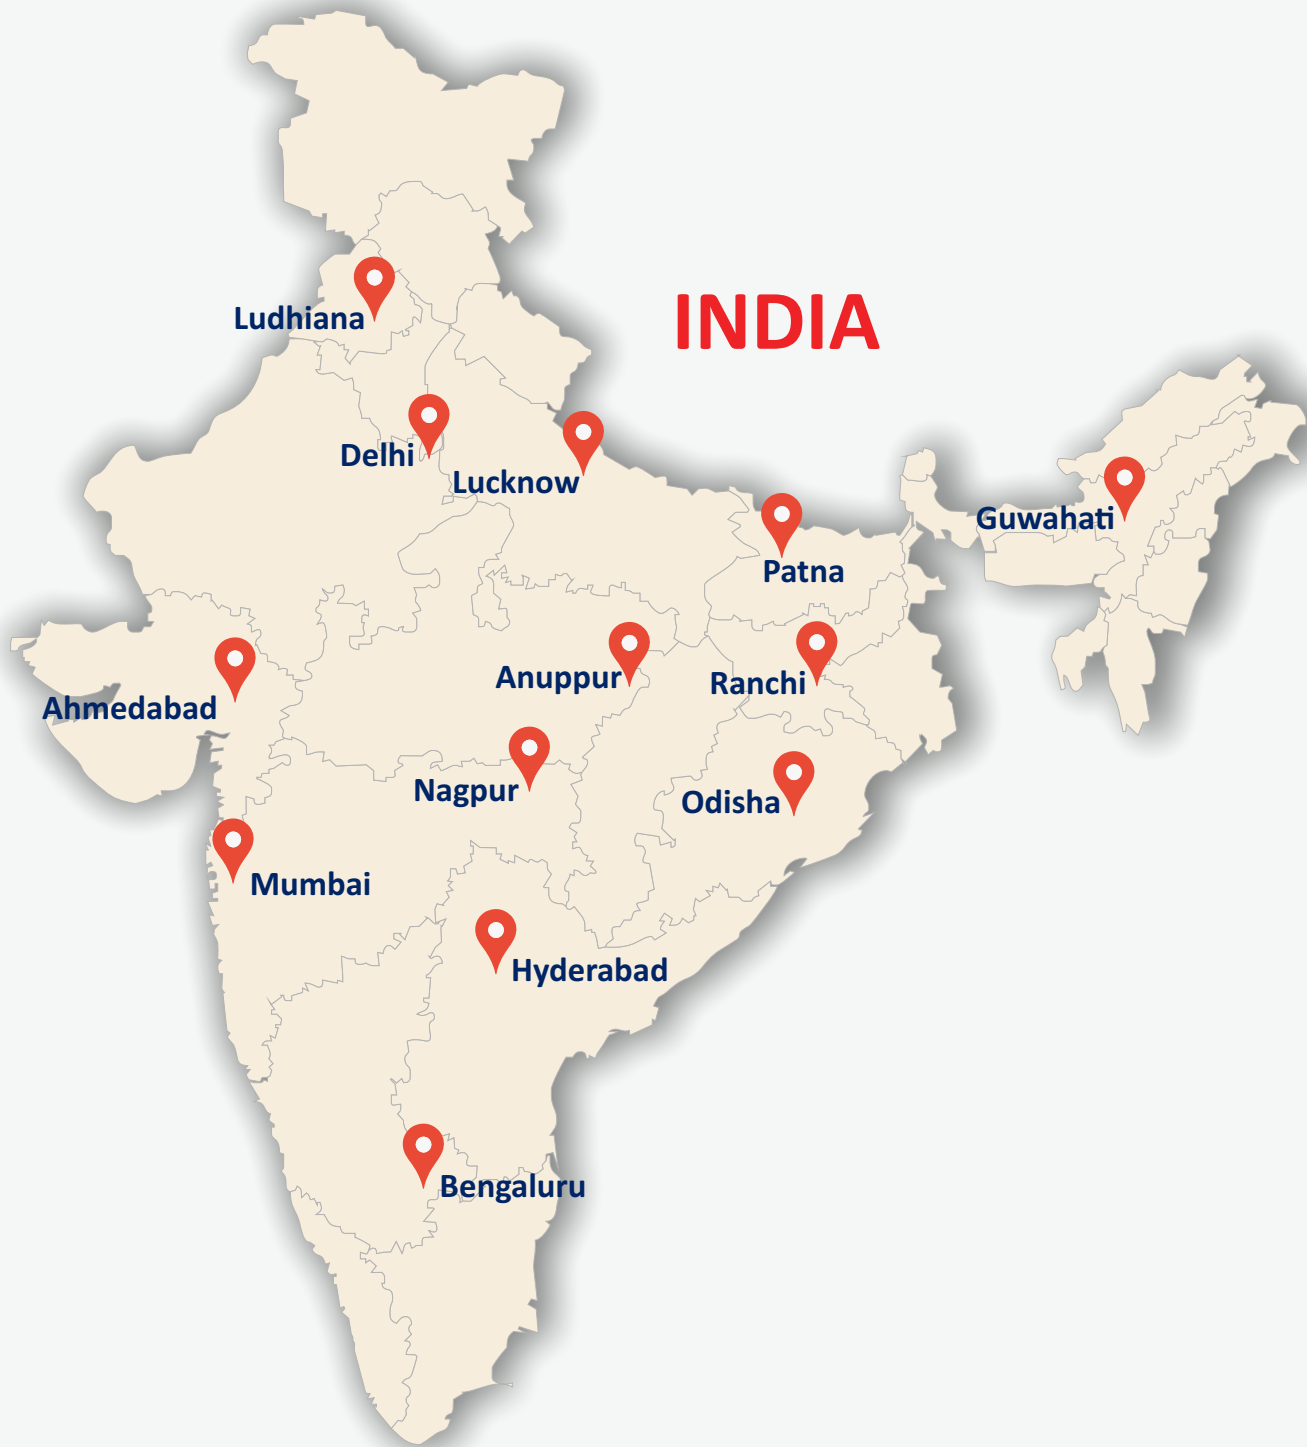 INDIA
Ludhiana
Delhi
Lucknow
Guwahati
Patna
Anuppur
Ranchi
Ahmedabad
Nagpur
Odisha
Mumbai
Hyderabad
Bengaluru